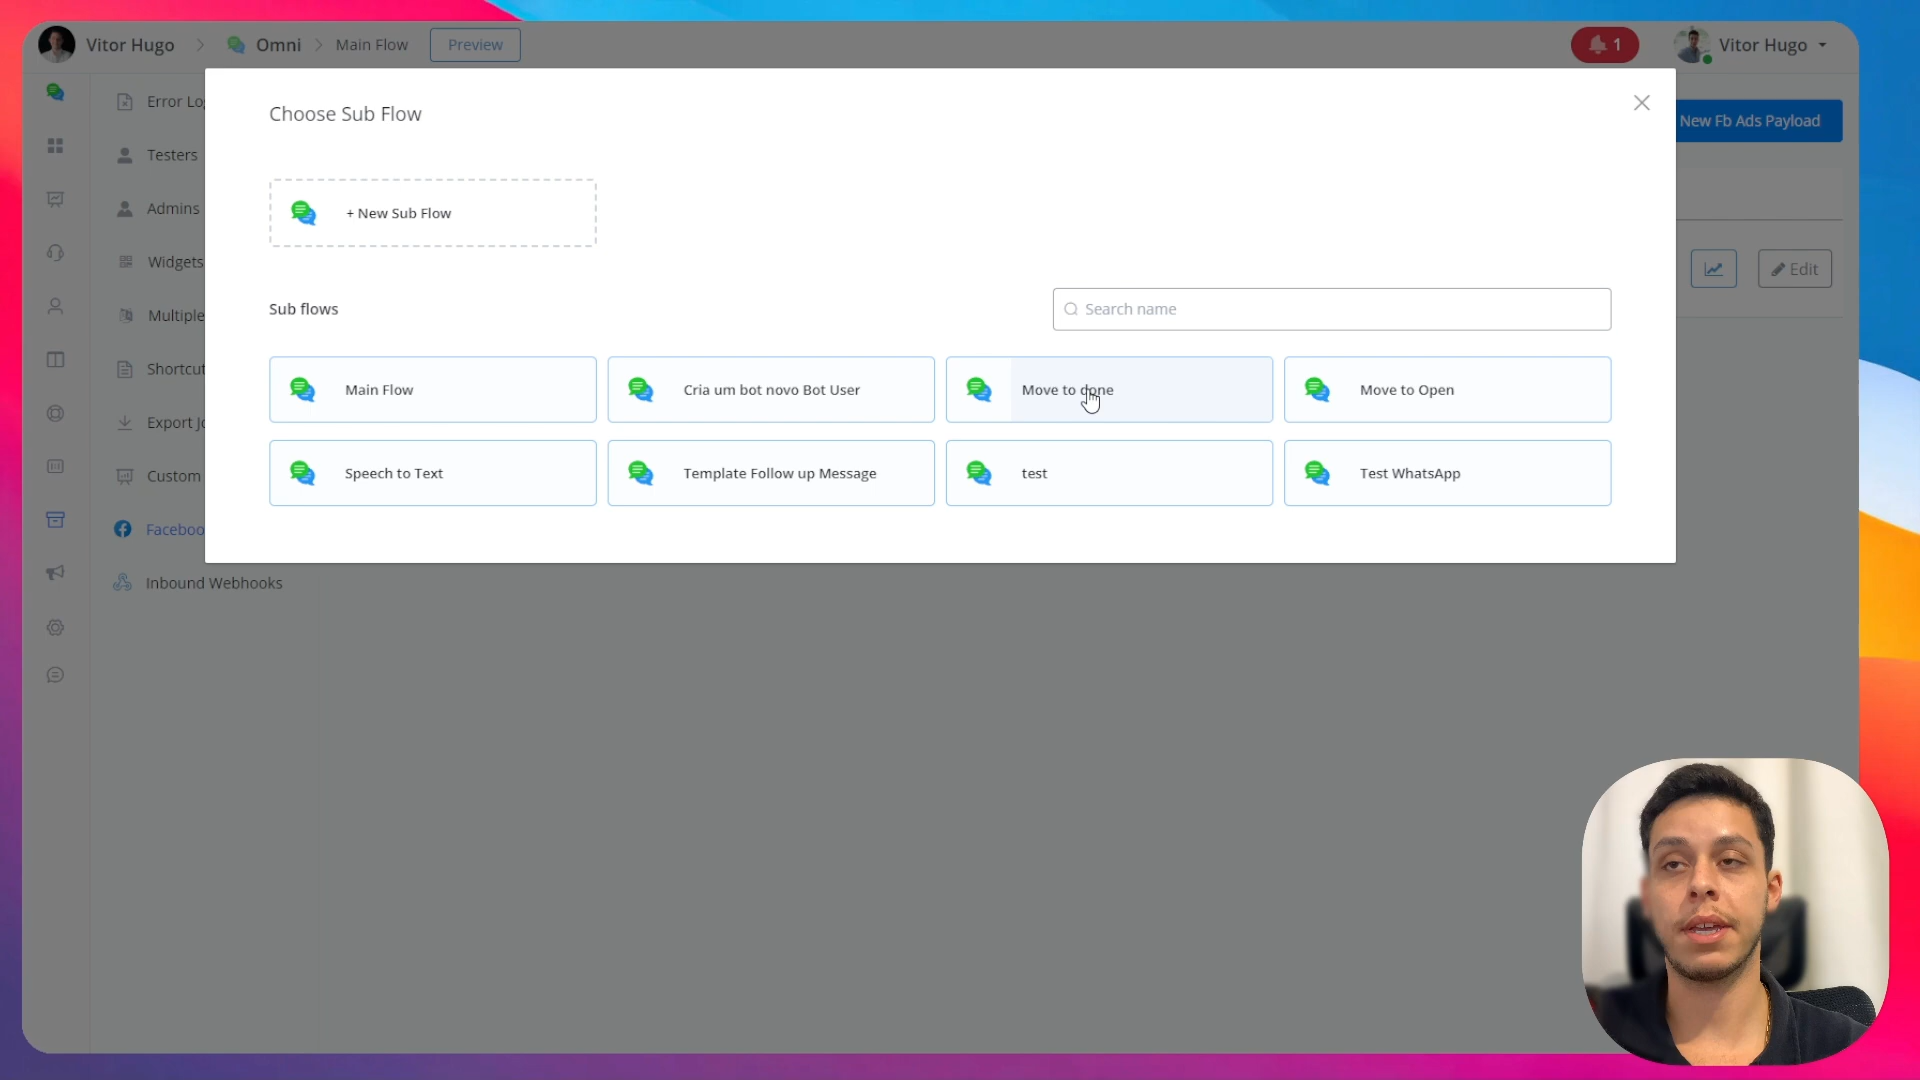 Vitor Hugo > Omni > Main Flow Preview
1 Vitor Hugo
Choose Sub Flow
New Fb Ads Payload
+ New Sub Flow
Edit
Sub flows
Search name
Main Flow
Cria um bot novo Bot User
Move to done
Move to Open
Speech to Text
Template Follow up Message
test
Test WhatsApp
Error Lo
Testers
Admins
Widgets
Multiple
Shortcut
Export Jo
Custom
Faceboo
Inbound Webhooks